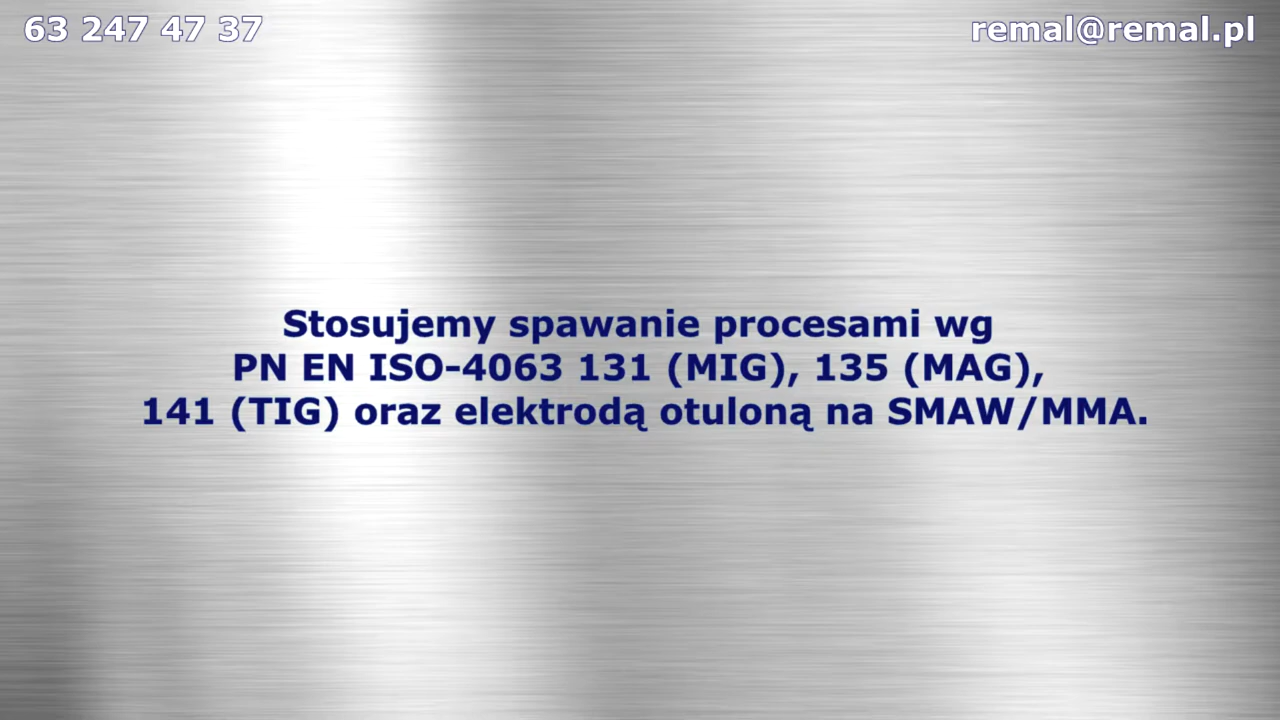 63 247 47 37
remal@remal.pl
Stosujemy spawanie procesami wg
PN EN ISO-4063 131 (MIG), 135 (MAG),
141 (TIG) oraz elektrodą otuloną na SMAW/MMA.